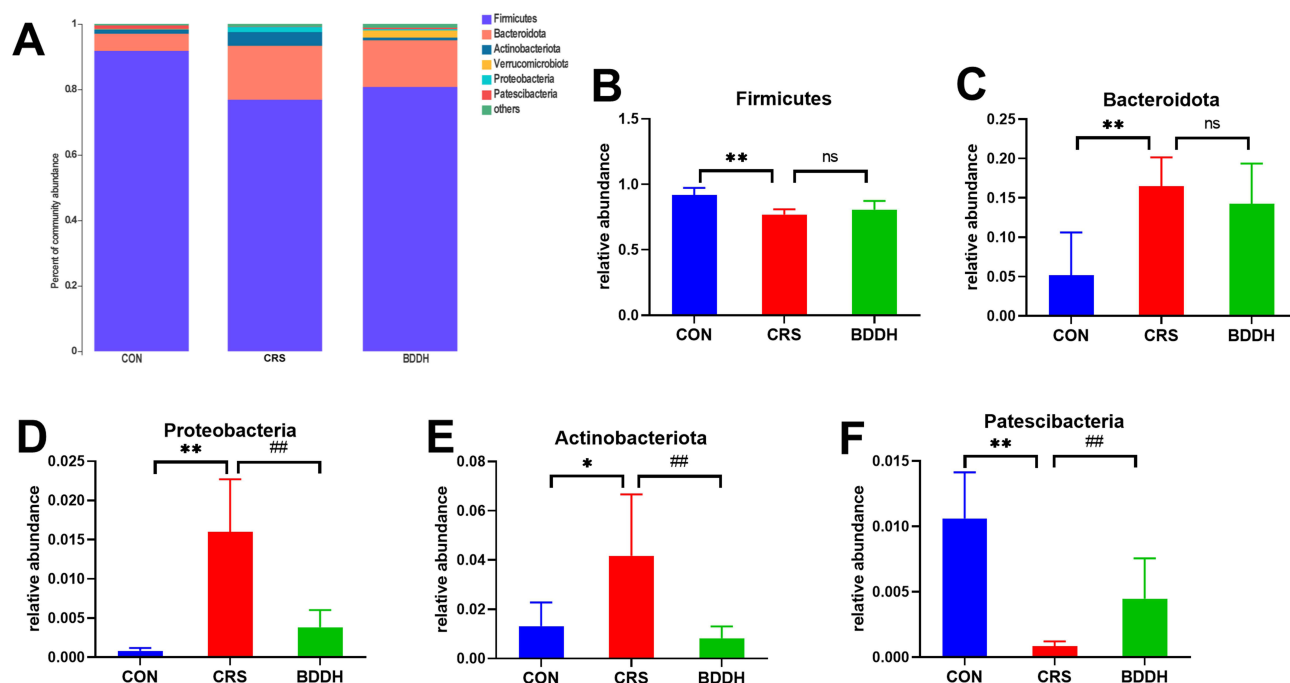 A
Percent of community abundance
1
0.8
0.6
0.4
0.2
0
CON
CRS
BDDH
Firmicutes
Bacteroidota
Actinobacteriota
Verrucomicrobiota
Proteobacteria
Patescibacteria
others
B
Firmicutes
relative abundance
1.5
1.0
0.5
0.0
**
ns
CON
CRS
BDDH
C
Bacteroidota
relative abundance
0.25
0.20
0.15
0.10
0.05
0.00
**
ns
CON
CRS
BDDH
D
Proteobacteria
relative abundance
0.025
0.020
0.015
0.010
0.005
0.000
**
##
CON
CRS
BDDH
E
Actinobacteriota
relative abundance
0.08
0.06
0.04
0.02
0.00
*
##
CON
CRS
BDDH
F
Patescibacteria
relative abundance
0.015
0.010
0.005
0.000
**
##
CON
CRS
BDDH